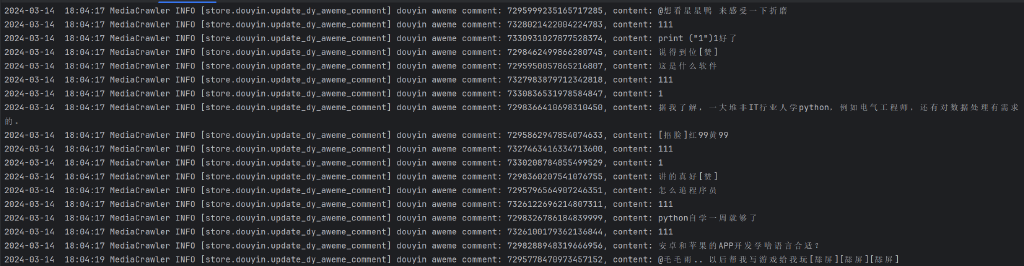 2024-03-14 18:04:17 MediaCrawler INFO [store.douyin.update_dy_aweme_comment] douyin aweme comment: 7295999235165717285, content: @想看星星鸭 来感受一下折磨
2024-03-14 18:04:17 MediaCrawler INFO [store.douyin.update_dy_aweme_comment] douyin aweme comment: 7328021422004224783, content: 111
2024-03-14 18:04:17 MediaCrawler INFO [store.douyin.update_dy_aweme_comment] douyin aweme comment: 7330931027877528374, content: print ("1")1好了
2024-03-14 18:04:17 MediaCrawler INFO [store.douyin.update_dy_aweme_comment] douyin aweme comment: 7298462499866280745, content: 说得到位[赞]
2024-03-14 18:04:17 MediaCrawler INFO [store.douyin.update_dy_aweme_comment] douyin aweme comment: 7295950057865216807, content: 这是什么软件
2024-03-14 18:04:17 MediaCrawler INFO [store.douyin.update_dy_aweme_comment] douyin aweme comment: 7327983879712342818, content: 111
2024-03-14 18:04:17 MediaCrawler INFO [store.douyin.update_dy_aweme_comment] douyin aweme comment: 7330836531978584847, content: 1
2024-03-14 18:04:17 MediaCrawler INFO [store.douyin.update_dy_aweme_comment] douyin aweme comment: 7298366410698310450, content: 据我了解，一大堆非IT行业人学python，例如电气工程师，还有对数据处理有需求
的。
2024-03-14 18:04:17 MediaCrawler INFO [store.douyin.update_dy_aweme_comment] douyin aweme comment: 7295862947854074633, content: [捂脸]红99黄99
2024-03-14 18:04:17 MediaCrawler INFO [store.douyin.update_dy_aweme_comment] douyin aweme comment: 7327463416334713600, content: 111
2024-03-14 18:04:17 MediaCrawler INFO [store.douyin.update_dy_aweme_comment] douyin aweme comment: 7330208784855499529, content: 1
2024-03-14 18:04:17 MediaCrawler INFO [store.douyin.update_dy_aweme_comment] douyin aweme comment: 7298360207541076755, content: 讲的真好[赞]
2024-03-14 18:04:17 MediaCrawler INFO [store.douyin.update_dy_aweme_comment] douyin aweme comment: 7295796564907246351, content: 怎么追程序员
2024-03-14 18:04:17 MediaCrawler INFO [store.douyin.update_dy_aweme_comment] douyin aweme comment: 7326122696214807311, content: 111
2024-03-14 18:04:17 MediaCrawler INFO [store.douyin.update_dy_aweme_comment] douyin aweme comment: 7298326786184839999, content: python自学一周就够了
2024-03-14 18:04:17 MediaCrawler INFO [store.douyin.update_dy_aweme_comment] douyin aweme comment: 7326100179362136844, content: 111
2024-03-14 18:04:17 MediaCrawler INFO [store.douyin.update_dy_aweme_comment] douyin aweme comment: 7298288948319666956, content: 安卓和苹果的APP开发学啥语言合适？
2024-03-14 18:04:19 MediaCrawler INFO [store.douyin.update_dy_aweme_comment] douyin aweme comment: 7295778470973457152, content: @毛毛雨.. 以后帮我写游戏给我玩[舔屏][舔屏][舔屏]